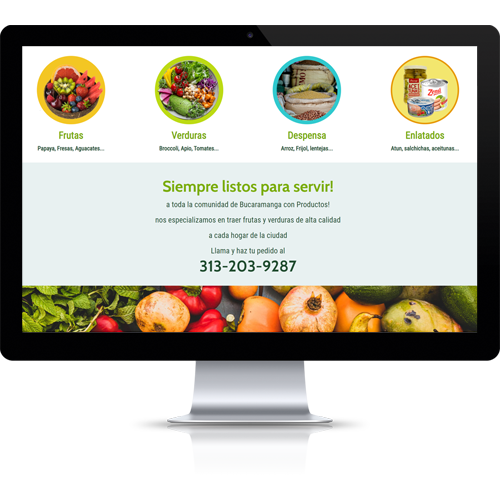 Frutas
Papaya, Fresas, Aguacates...
Verduras
Broccoli, Apio, Tomates...
Despensa
Arroz, Frijol, lentejas...
Enlatados
Atun, salchichas, aceitunas...
Siempre listos para servir!
a toda la comunidad de Bucaramanga con Productos!
nos especializamos en traer frutas y verduras de alta calidad
a cada hogar de la ciudad
Llama y haz tu pedido al
313-203-9287